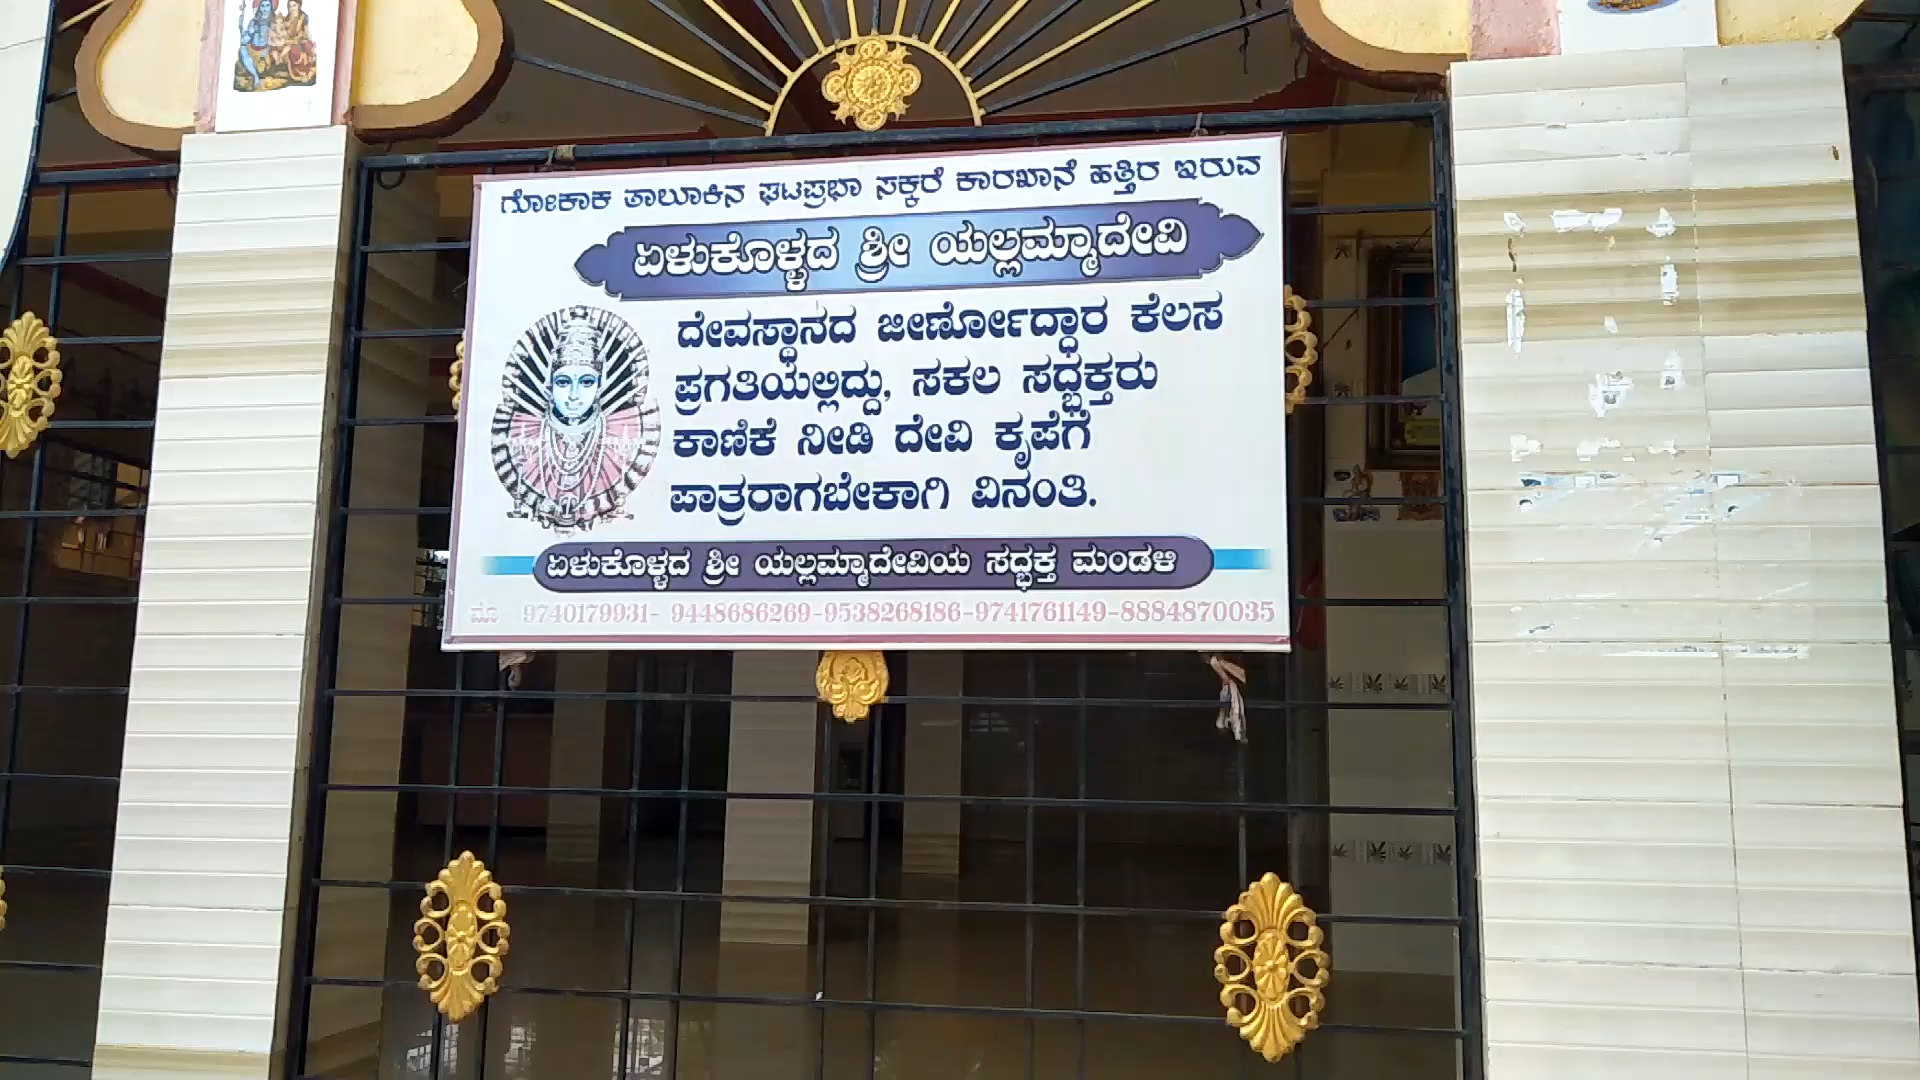 ಗೋಕಾಕ ತಾಲೂಕಿನ ಘಟಪ್ರಭಾ ಸಕ್ಕರೆ ಕಾರಖಾನೆ ಹತ್ತಿರ ಇರುವ
ಏಳುಕೊಳ್ಳದ ಶ್ರೀ ಯಲ್ಲಮ್ಮಾದೇವಿ
ದೇವಸ್ಥಾನದ ಜೀರ್ಣೋದ್ಧಾರ ಕೆಲಸ
ಪ್ರಗತಿಯಲ್ಲಿದ್ದು, ಸಕಲ ಸದ್ಭಕ್ತರು
ಕಾಣಿಕೆ ನೀಡಿ ದೇವಿ ಕೃಪೆಗೆ
ಪಾತ್ರರಾಗಬೇಕಾಗಿ ವಿನಂತಿ.
ಏಳುಕೊಳ್ಳದ ಶ್ರೀ ಯಲ್ಲಮ್ಮಾದೇವಿಯ ಸದ್ಭಕ್ತ ಮಂಡಳಿ
ಮೊ 9740179931- 9448686269-9538268186-9741761149-8884870035